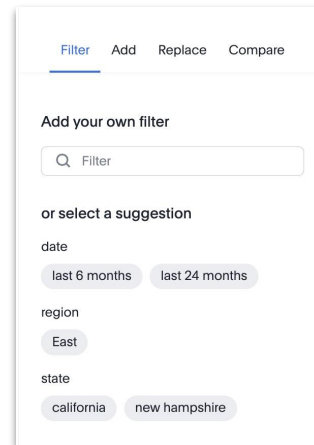 Filter Add Replace Compare
Add your own filter
Filter
or select a suggestion
date
last 6 months last 24 months
region
East
state
california new hampshire